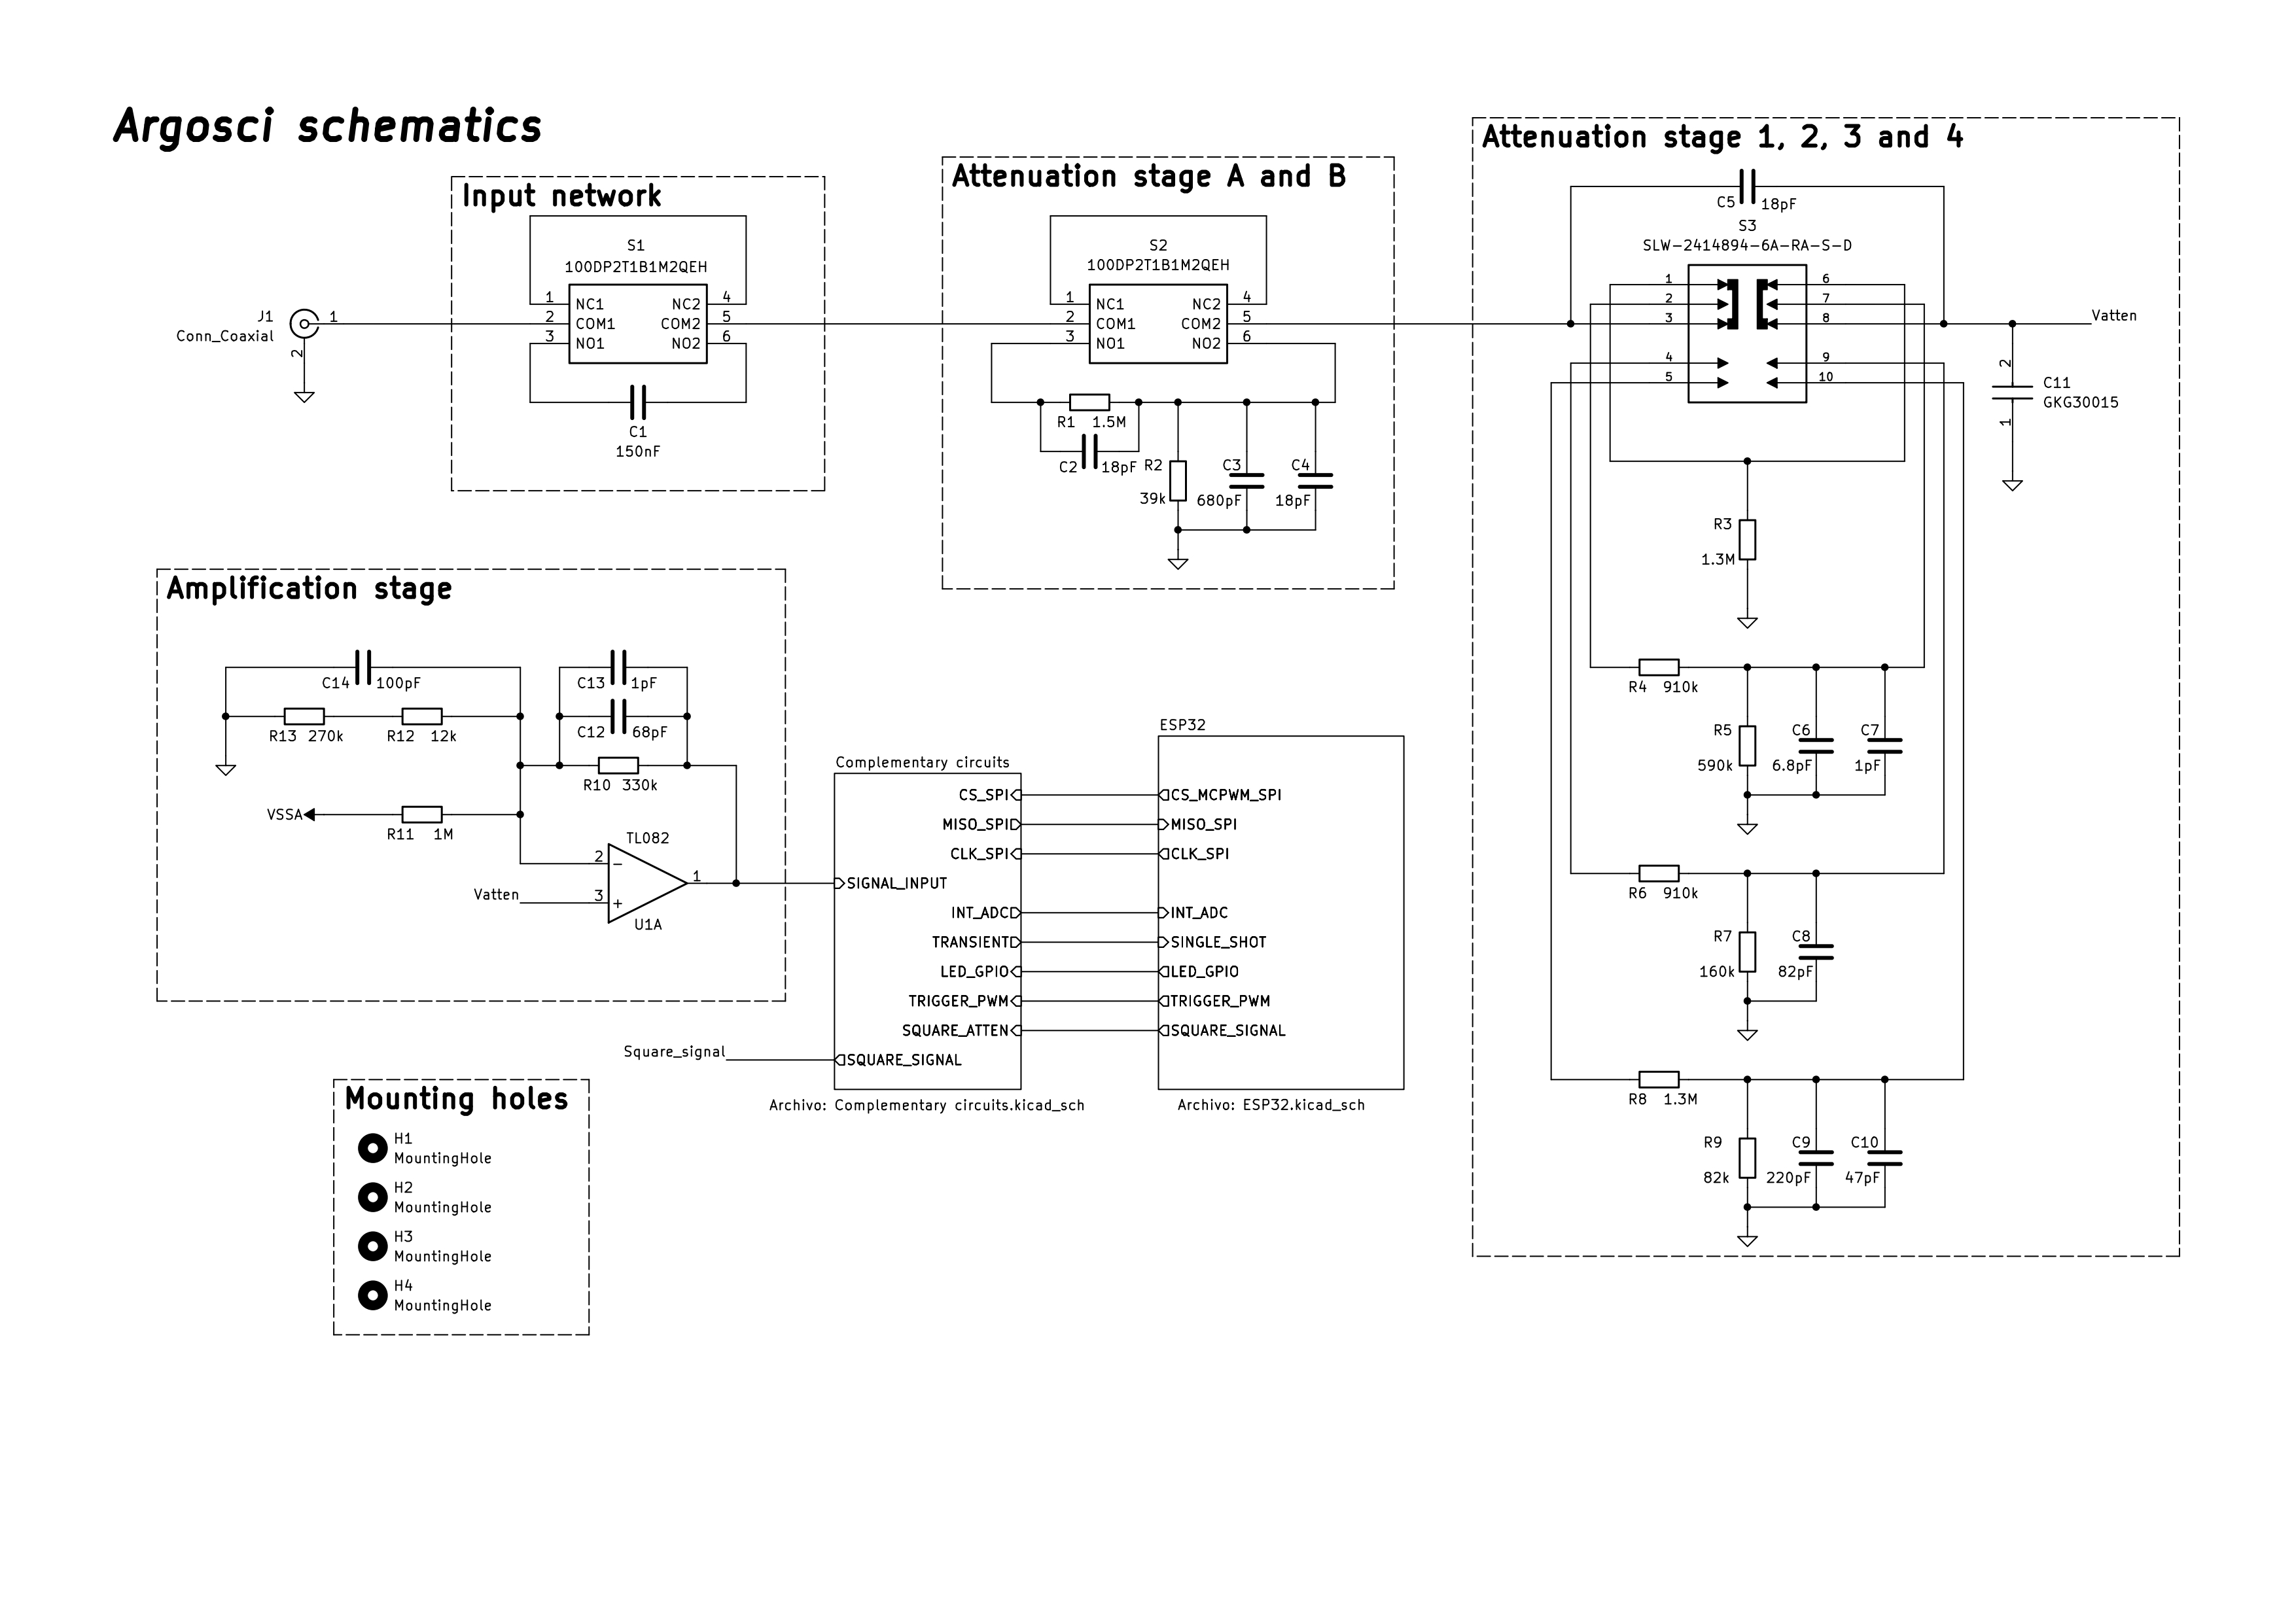 Argosci schematics
Input network
S1
100DP2T1B1M2QEH
1 NC1 NC2 4
2 COM1 COM2 5
3 NO1 NO2 6
C1
150nF
J1
Conn_Coaxial
1
2
Attenuation stage A and B
S2
100DP2T1B1M2QEH
1 NC1 NC2 4
2 COM1 COM2 5
3 NO1 NO2 6
R1 1.5M
C2 18pF
R2
39k
C3
680pF
C4
18pF
Attenuation stage 1, 2, 3 and 4
C5 18pF
S3
SLW-2414894-6A-RA-S-D
1 6
2 7
3 8
4 9
5 10
Vatten
2
C11
GKG30015
1
R3
1.3M
R4 910k
R5
590k
C6
6.8pF
C7
1pF
R6 910k
R7
160k
C8
82pF
R8 1.3M
R9
82k
C9
220pF
C10
47pF
Amplification stage
C14 100pF
R13 270k
R12 12k
C13 1pF
C12 68pF
R10 330k
VSSA
R11 1M
TL082
2
1
Vatten
3
U1A
Complementary circuits
CS_SPI
MISO_SPI
CLK_SPI
SIGNAL_INPUT
INT_ADC
TRANSIENT
LED_GPIO
TRIGGER_PWM
SQUARE_ATTEN
Square_signal
SQUARE_SIGNAL
Archivo: Complementary circuits.kicad_sch
ESP32
CS_MCPWM_SPI
MISO_SPI
CLK_SPI
INT_ADC
SINGLE_SHOT
LED_GPIO
TRIGGER_PWM
SQUARE_SIGNAL
Archivo: ESP32.kicad_sch
Mounting holes
H1
MountingHole
H2
MountingHole
H3
MountingHole
H4
MountingHole